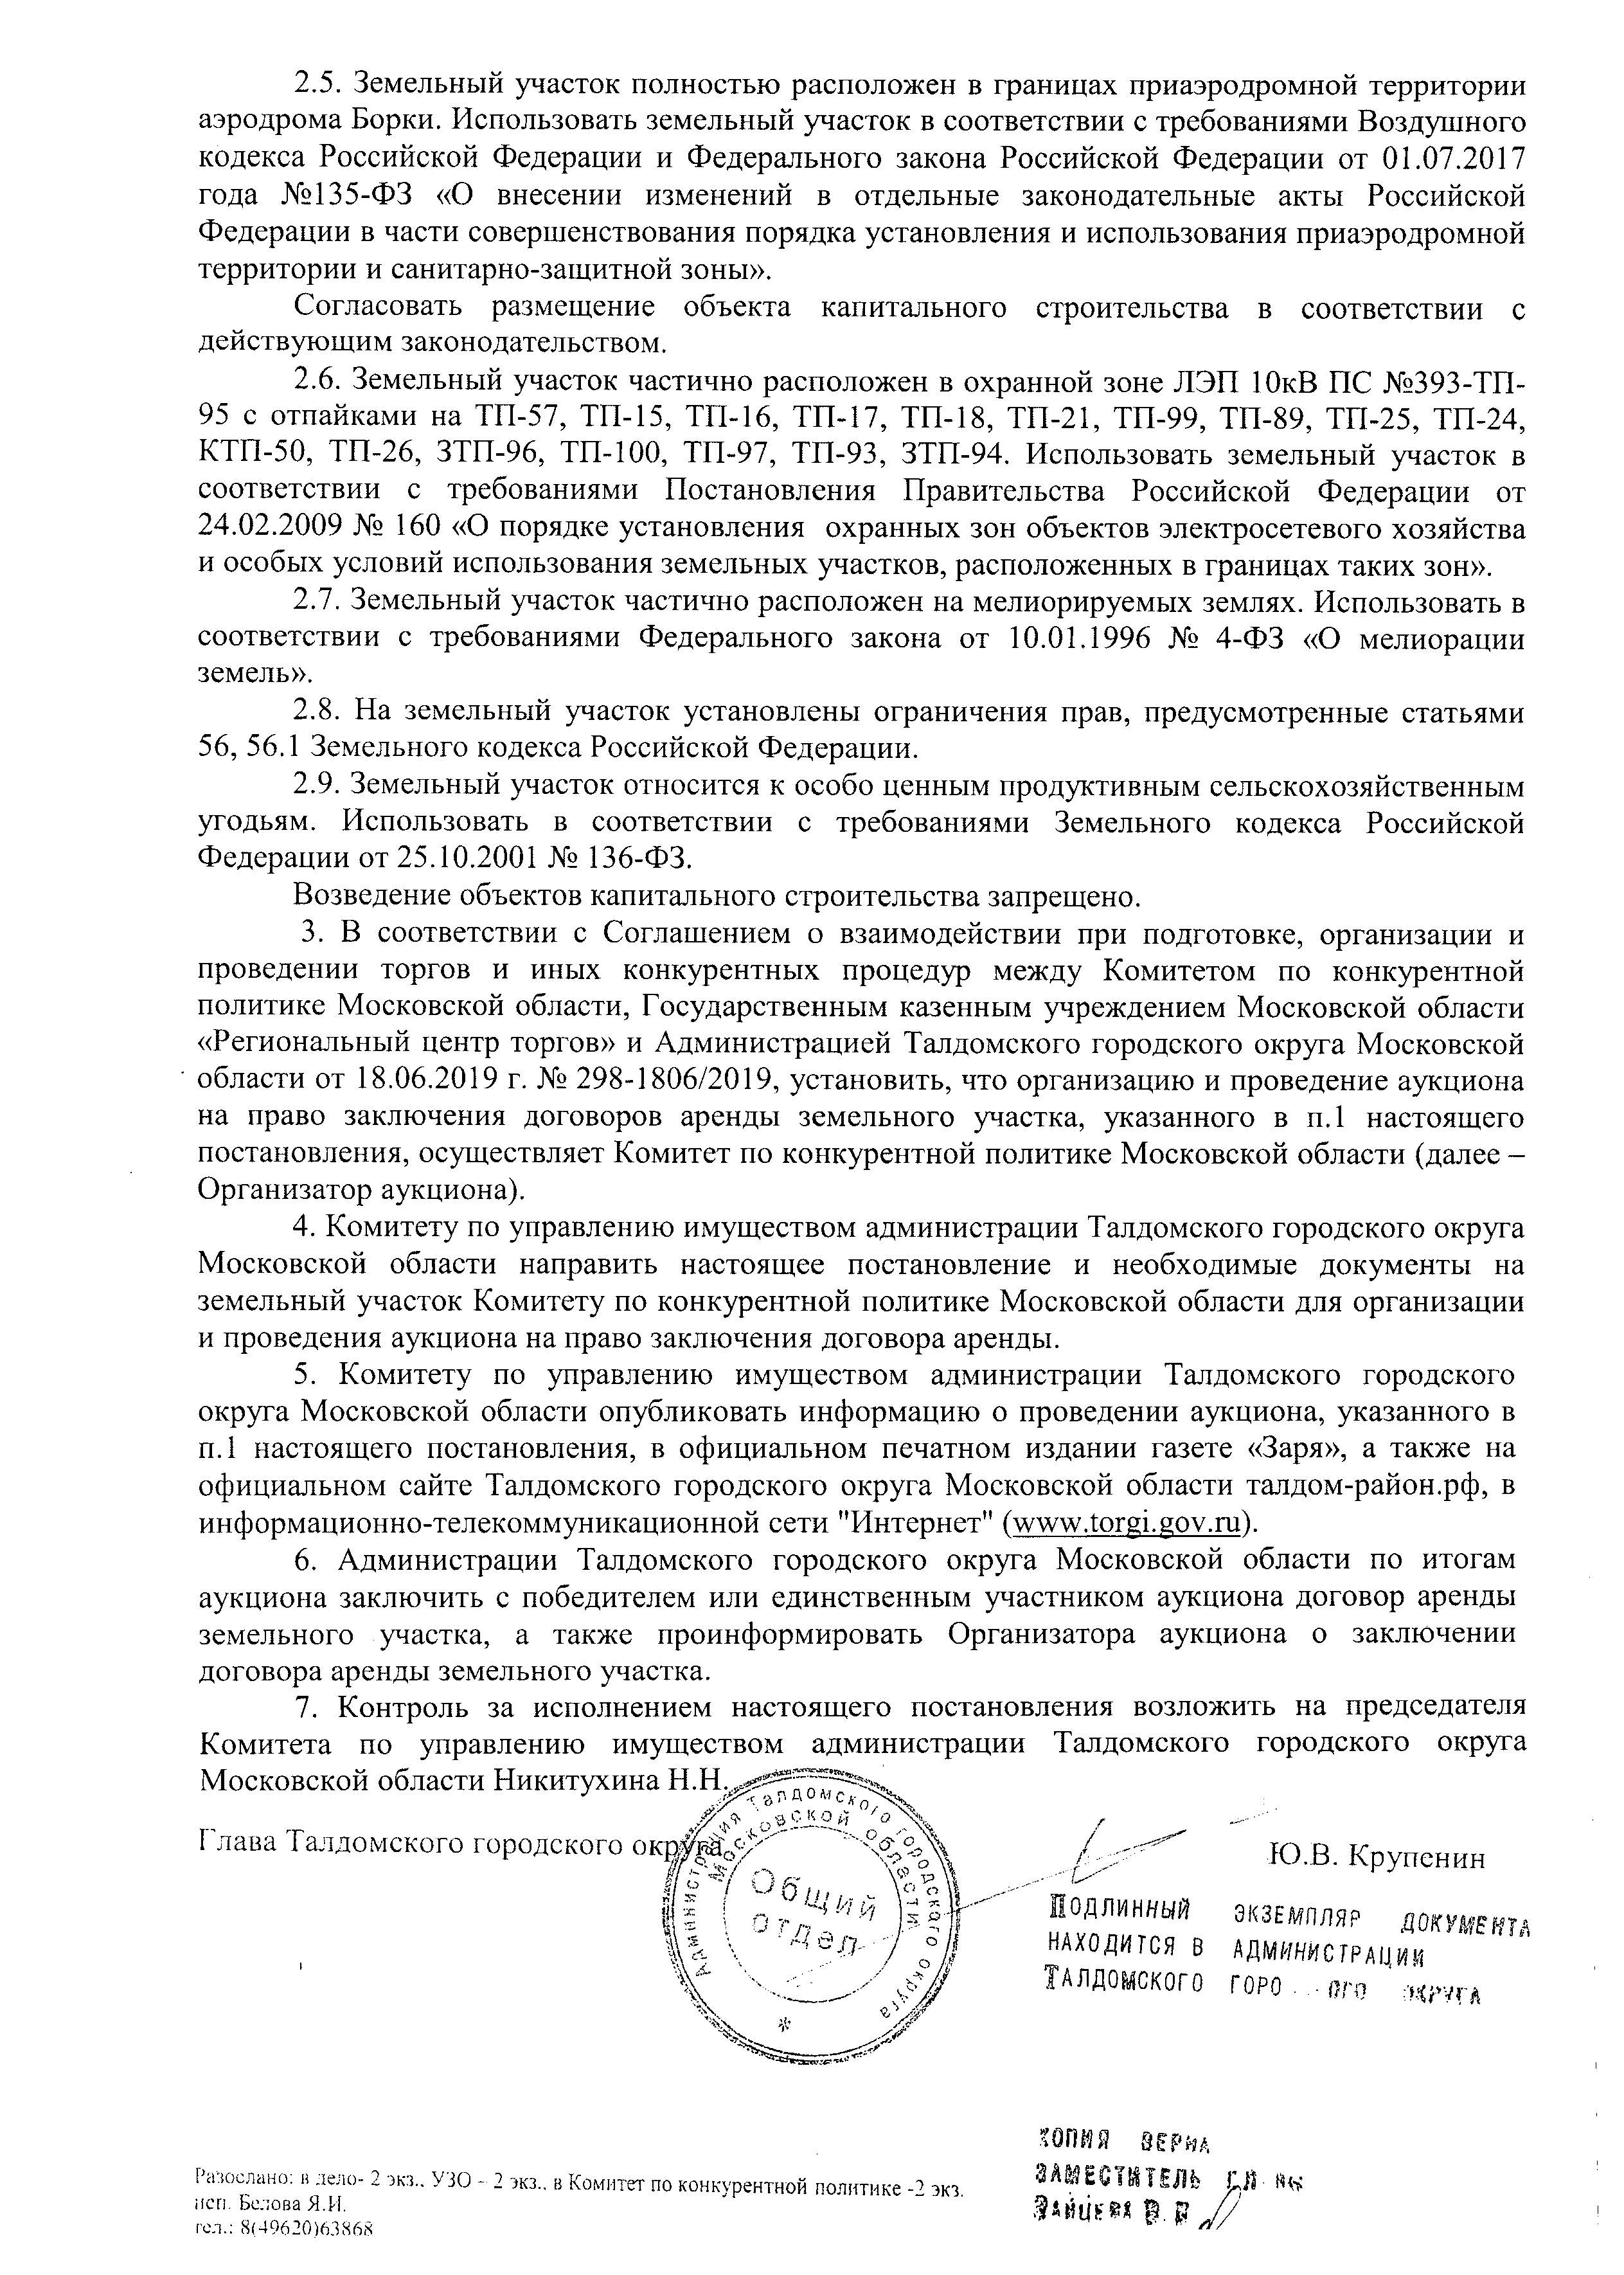 2.5. Земельный участок полностью расположен в границах приаэродромной территории
аэродрома Борки. Использовать земельный участок в соответствии с требованиями Воздушного
кодекса Российской Федерации и Федерального закона Российской Федерации от 01.07.2017
года №135-ФЗ «О внесении изменений в отдельные законодательные акты Российской
Федерации в части совершенствования порядка установления и использования приаэродромной
территории и санитарно-защитной зоны».
Согласовать размещение объекта капитального строительства в соответствии с
действующим законодательством.
2.6. Земельный участок частично расположен в охранной зоне ЛЭП 10кВ ПС №393-ТП-
95 с отпайками на ТП-57, ТП-15, ТП-16, ТП-17, ТП-18, ТП-21, ТП-99, ТП-89, ТП-25, ТП-24,
КТП-50, ТП-26, ЗТП-96, ТП-100, ТП-97, ТП-93, ЗТП-94. Использовать земельный участок в
соответствии с требованиями Постановления Правительства Российской Федерации от
24.02.2009 № 160 «О порядке установления охранных зон объектов электросетевого хозяйства
и особых условий использования земельных участков, расположенных в границах таких зон».
2.7. Земельный участок частично расположен на мелиорируемых землях. Использовать в
соответствии с требованиями Федерального закона от 10.01.1996 № 4-ФЗ «О мелиорации
земель».
2.8. На земельный участок установлены ограничения прав, предусмотренные статьями
56, 56.1 Земельного кодекса Российской Федерации.
2.9. Земельный участок относится к особо ценным продуктивным сельскохозяйственным
угодьям. Использовать в соответствии с требованиями Земельного кодекса Российской
Федерации от 25.10.2001 № 136-ФЗ.
Возведение объектов капитального строительства запрещено.
3. В соответствии с Соглашением о взаимодействии при подготовке, организации и
проведении торгов и иных конкурентных процедур между Комитетом по конкурентной
политике Московской области, Государственным казенным учреждением Московской области
«Региональный центр торгов» и Администрацией Талдомского городского округа Московской
области от 18.06.2019 г. № 298-1806/2019, установить, что организацию и проведение аукциона
на право заключения договоров аренды земельного участка, указанного в п.1 настоящего
постановления, осуществляет Комитет по конкурентной политике Московской области (далее –
Организатор аукциона).
4. Комитету по управлению имуществом администрации Талдомского городского округа
Московской области направить настоящее постановление и необходимые документы на
земельный участок Комитету по конкурентной политике Московской области для организации
и проведения аукциона на право заключения договора аренды.
5. Комитету по управлению имуществом администрации Талдомского городского
округа Московской области опубликовать информацию о проведении аукциона, указанного в
п.1 настоящего постановления, в официальном печатном издании газете «Заря», а также на
официальном сайте Талдомского городского округа Московской области талдом-район.рф, в
информационно-телекоммуникационной сети "Интернет" (www.torgi.gov.ru).
6. Администрации Талдомского городского округа Московской области по итогам
аукциона заключить с победителем или единственным участником аукциона договор аренды
земельного участка, а также проинформировать Организатора аукциона о заключении
договора аренды земельного участка.
7. Контроль за исполнением настоящего постановления возложить на председателя
Комитета по управлению имуществом администрации Талдомского городского округа
Московской области Никитухина Н.Н.
Глава Талдомского городского округа
Ю.В. Крупенин
Администрация Талдомского городского округа
Московской области
Общий
отдел
ПОДЛИННЫЙ ЭКЗЕМПЛЯР ДОКУМЕНТА
НАХОДИТСЯ В АДМИНИСТРАЦИИ
ТАЛДОМСКОГО ОКРУГА
КОПИЯ ВЕРНА
ЗАМЕСТИТЕЛЬ
ЗАЙЦЕВА В.
Разослано: в дело- 2 экз., УЗО – 2 экз., в Комитет по конкурентной политике -2 экз.
исп. Белова Я.И.
тел.: 8(49620)63868